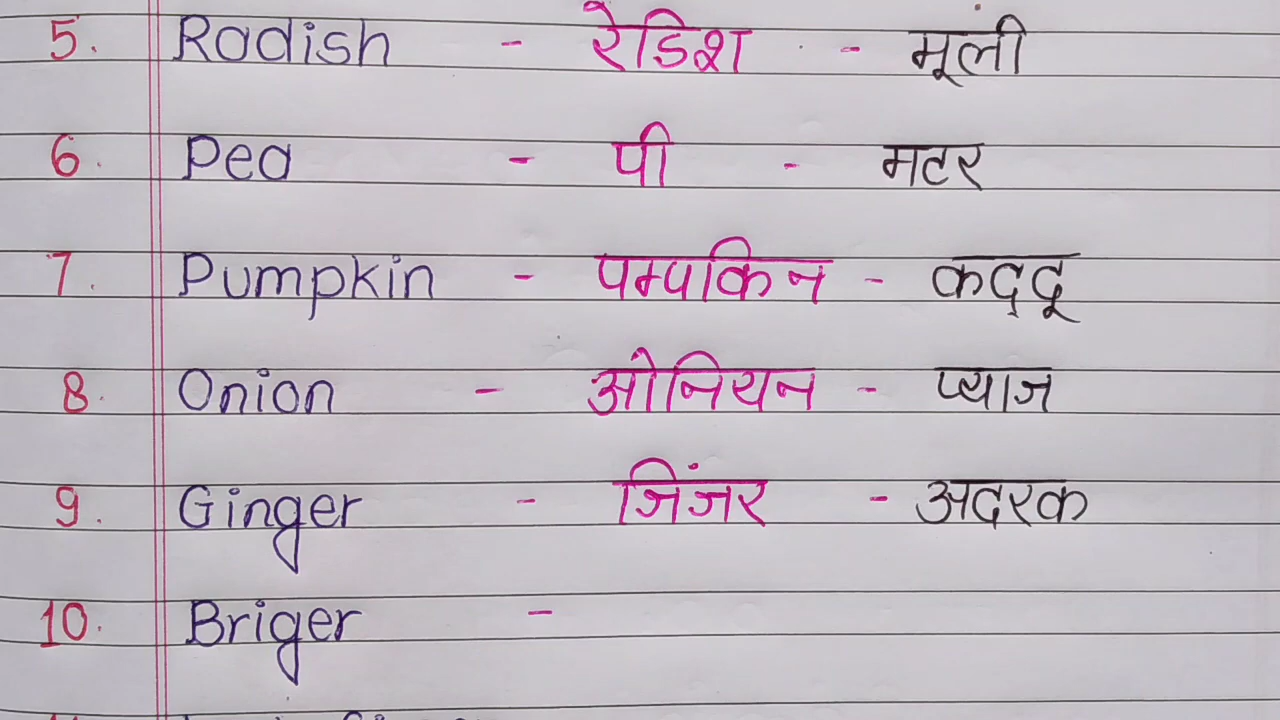 5. Radish - रेडिश - मूली
6. Pea - पी - मटर
7. Pumpkin - पम्पकिन - कद्दू
8. Onion - ओनियन - प्याज
9. Ginger - जिंजर - अदरक
10. Briger -